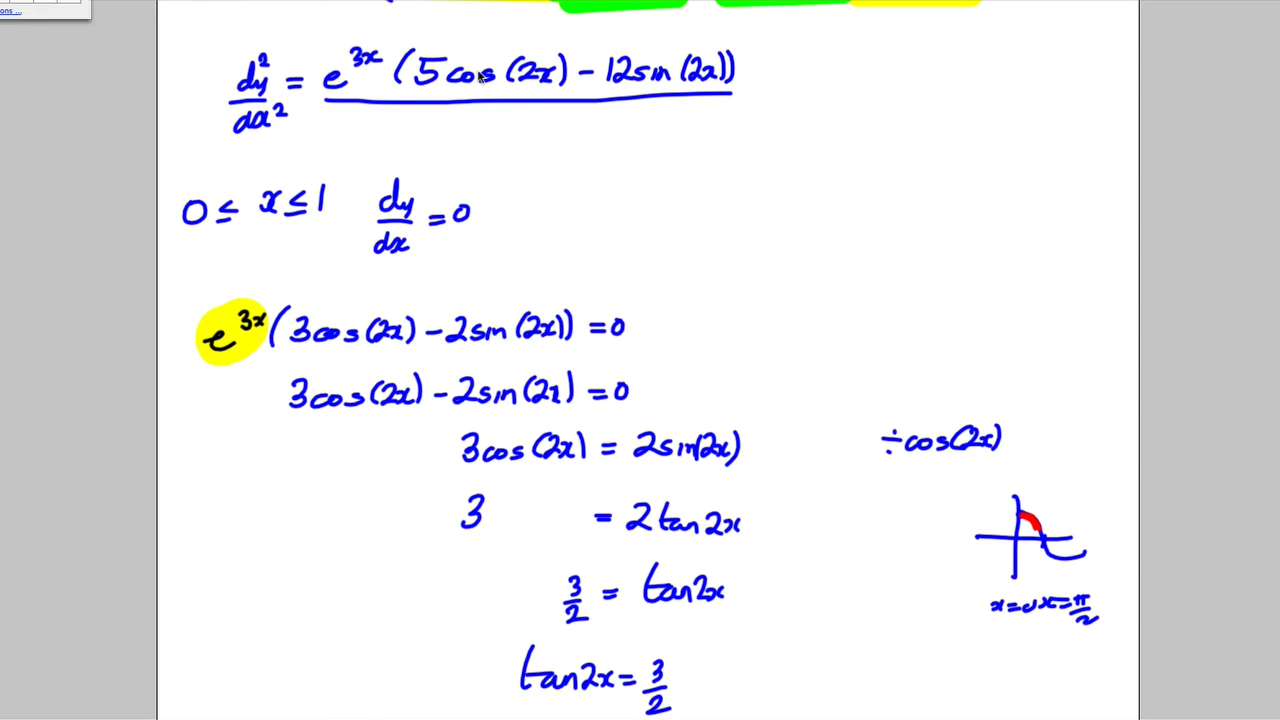 ons ...
dy²/dx² = e^3x (5cos(2x) - 12sin(2x))
0 ≤ x ≤ 1 dy/dx = 0
e^3x (3cos(2x) - 2sin(2x)) = 0
3cos(2x) - 2sin(2x) = 0
3cos(2x) = 2sin(2x) ÷cos(2x)
3 = 2tan2x
3/2 = tan2x
x=0 x=π/2
tan2x = 3/2